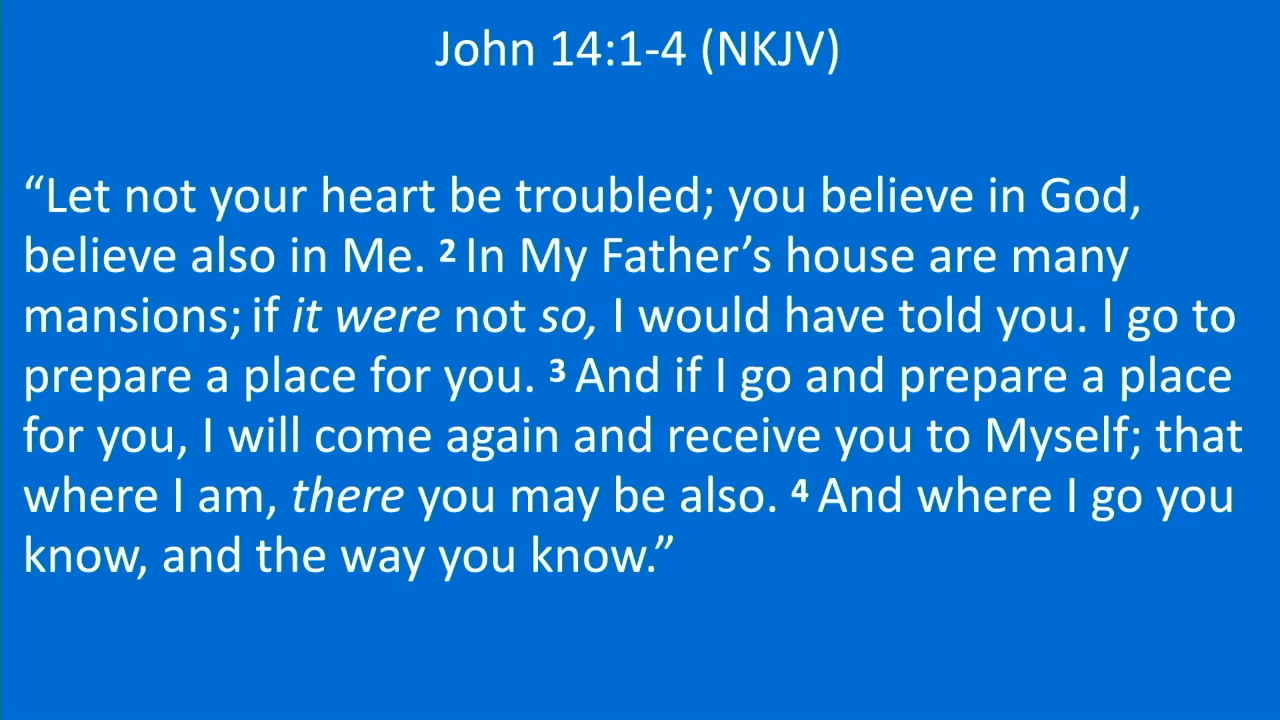 John 14:1-4 (NKJV)
“Let not your heart be troubled; you believe in God,
believe also in Me. 2 In My Father’s house are many
mansions; if it were not so, I would have told you. I go to
prepare a place for you. 3 And if I go and prepare a place
for you, I will come again and receive you to Myself; that
where I am, there you may be also. 4 And where I go you
know, and the way you know.”